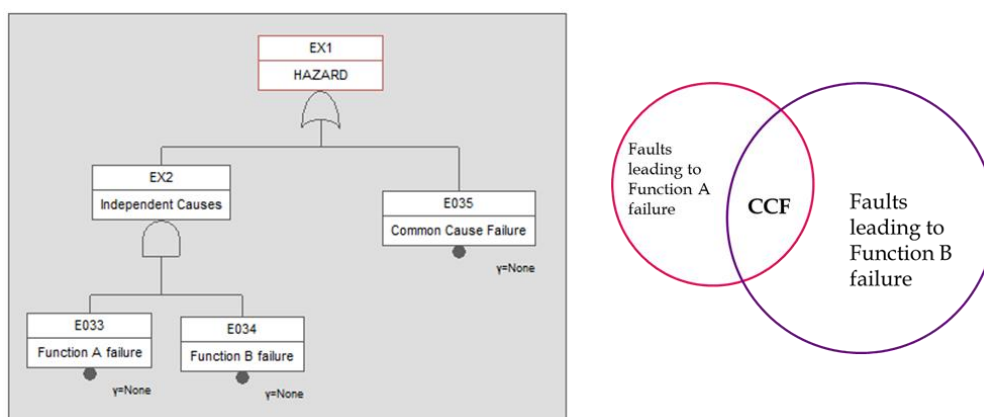 EX1
HAZARD
EX2
Independent Causes
E035
Common Cause Failure
γ=None
E033
Function A failure
γ=None
E034
Function B failure
γ=None
Faults
leading to
Function A
failure
CCF
Faults
leading to
Function B
failure